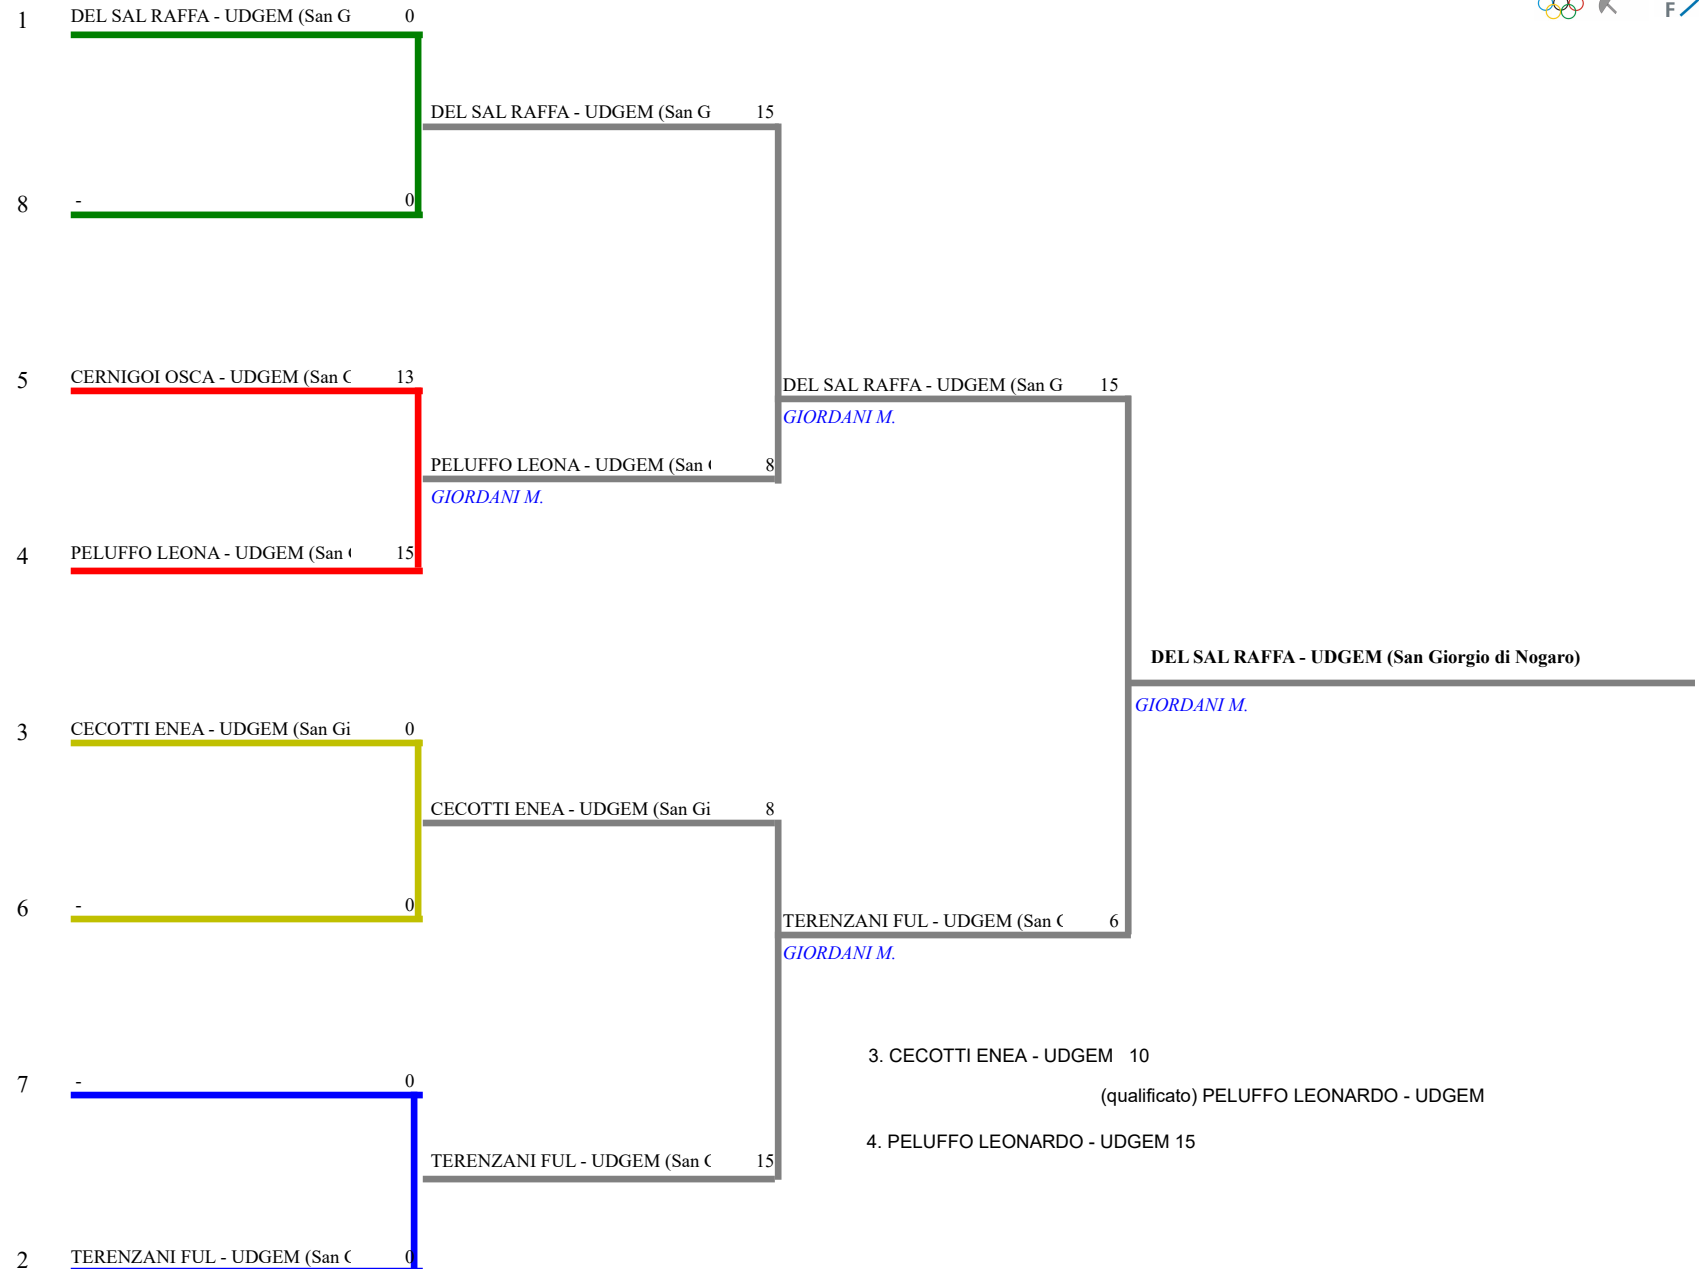 1 DEL SAL RAFFA - UDGEM (San G 0
F
DEL SAL RAFFA - UDGEM (San G 15
8 - 0
5 CERNIGOI OSCA - UDGEM (San 13
DEL SAL RAFFA - UDGEM (San G 15
GIORDANI M.
PELUFFO LEONA - UDGEM (San 8
GIORDANI M.
4 PELUFFO LEONA - UDGEM (San 15
DEL SAL RAFFA - UDGEM (San Giorgio di Nogaro)
GIORDANI M.
3 CECOTTI ENEA - UDGEM (San Gi 0
CECOTTI ENEA - UDGEM (San Gi 8
6 - 0
TERENZANI FUL - UDGEM (San 6
GIORDANI M.
3. CECOTTI ENEA - UDGEM 10
7 - 0
(qualificato) PELUFFO LEONARDO - UDGEM
4. PELUFFO LEONARDO - UDGEM 15
TERENZANI FUL - UDGEM (San 15
2 TERENZANI FUL - UDGEM (San 0